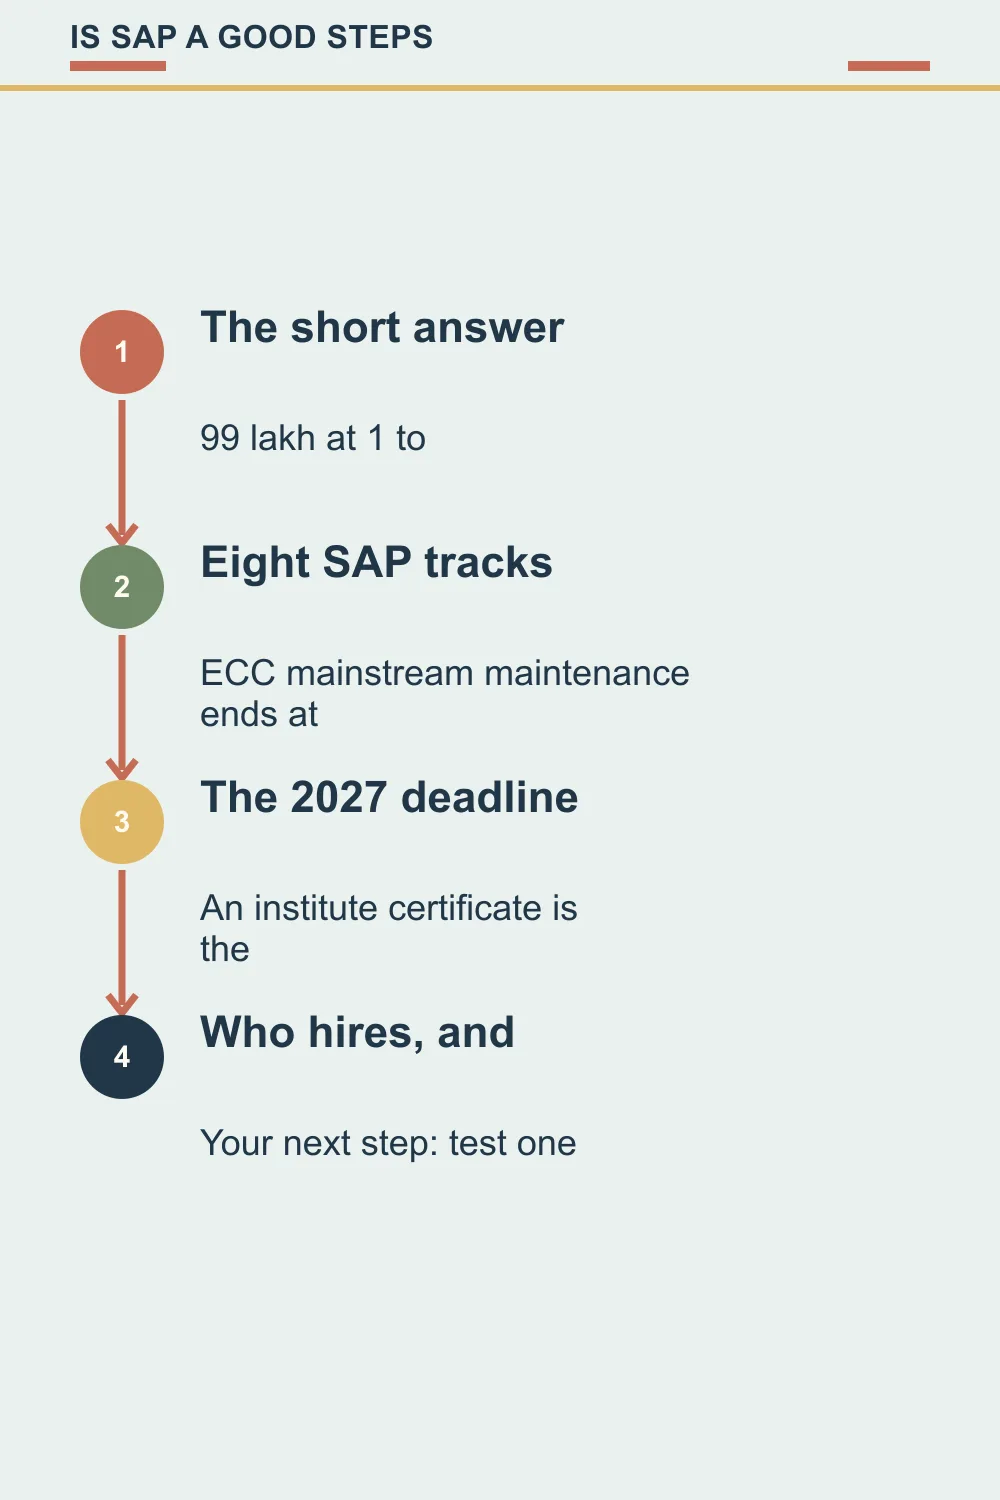 IS SAP A GOOD STEPS
1
The short answer
99 lakh at 1 to
2
Eight SAP tracks
ECC mainstream maintenance
ends at
3
The 2027 deadline
An institute certificate is
the
4
Who hires, and
Your next step: test one